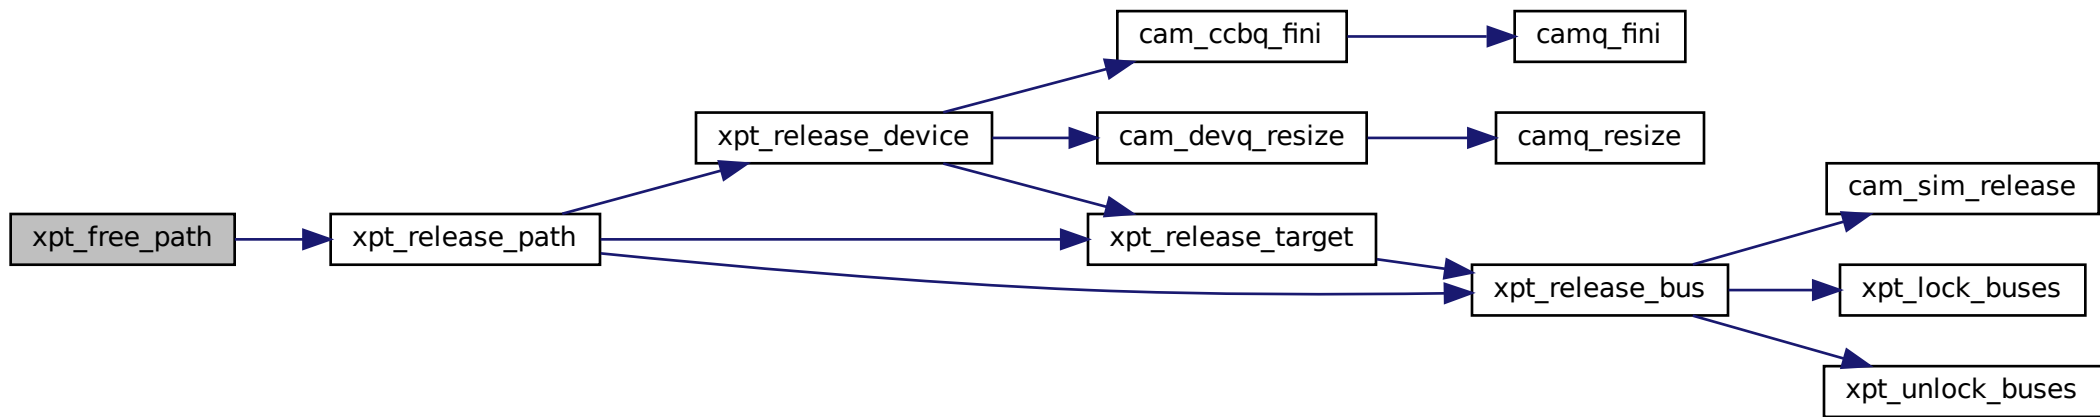 xpt_free_path
xpt_release_path
xpt_release_device
cam_ccbq_fini
camq_fini
cam_devq_resize
camq_resize
xpt_release_target
xpt_release_bus
cam_sim_release
xpt_lock_buses
xpt_unlock_buses